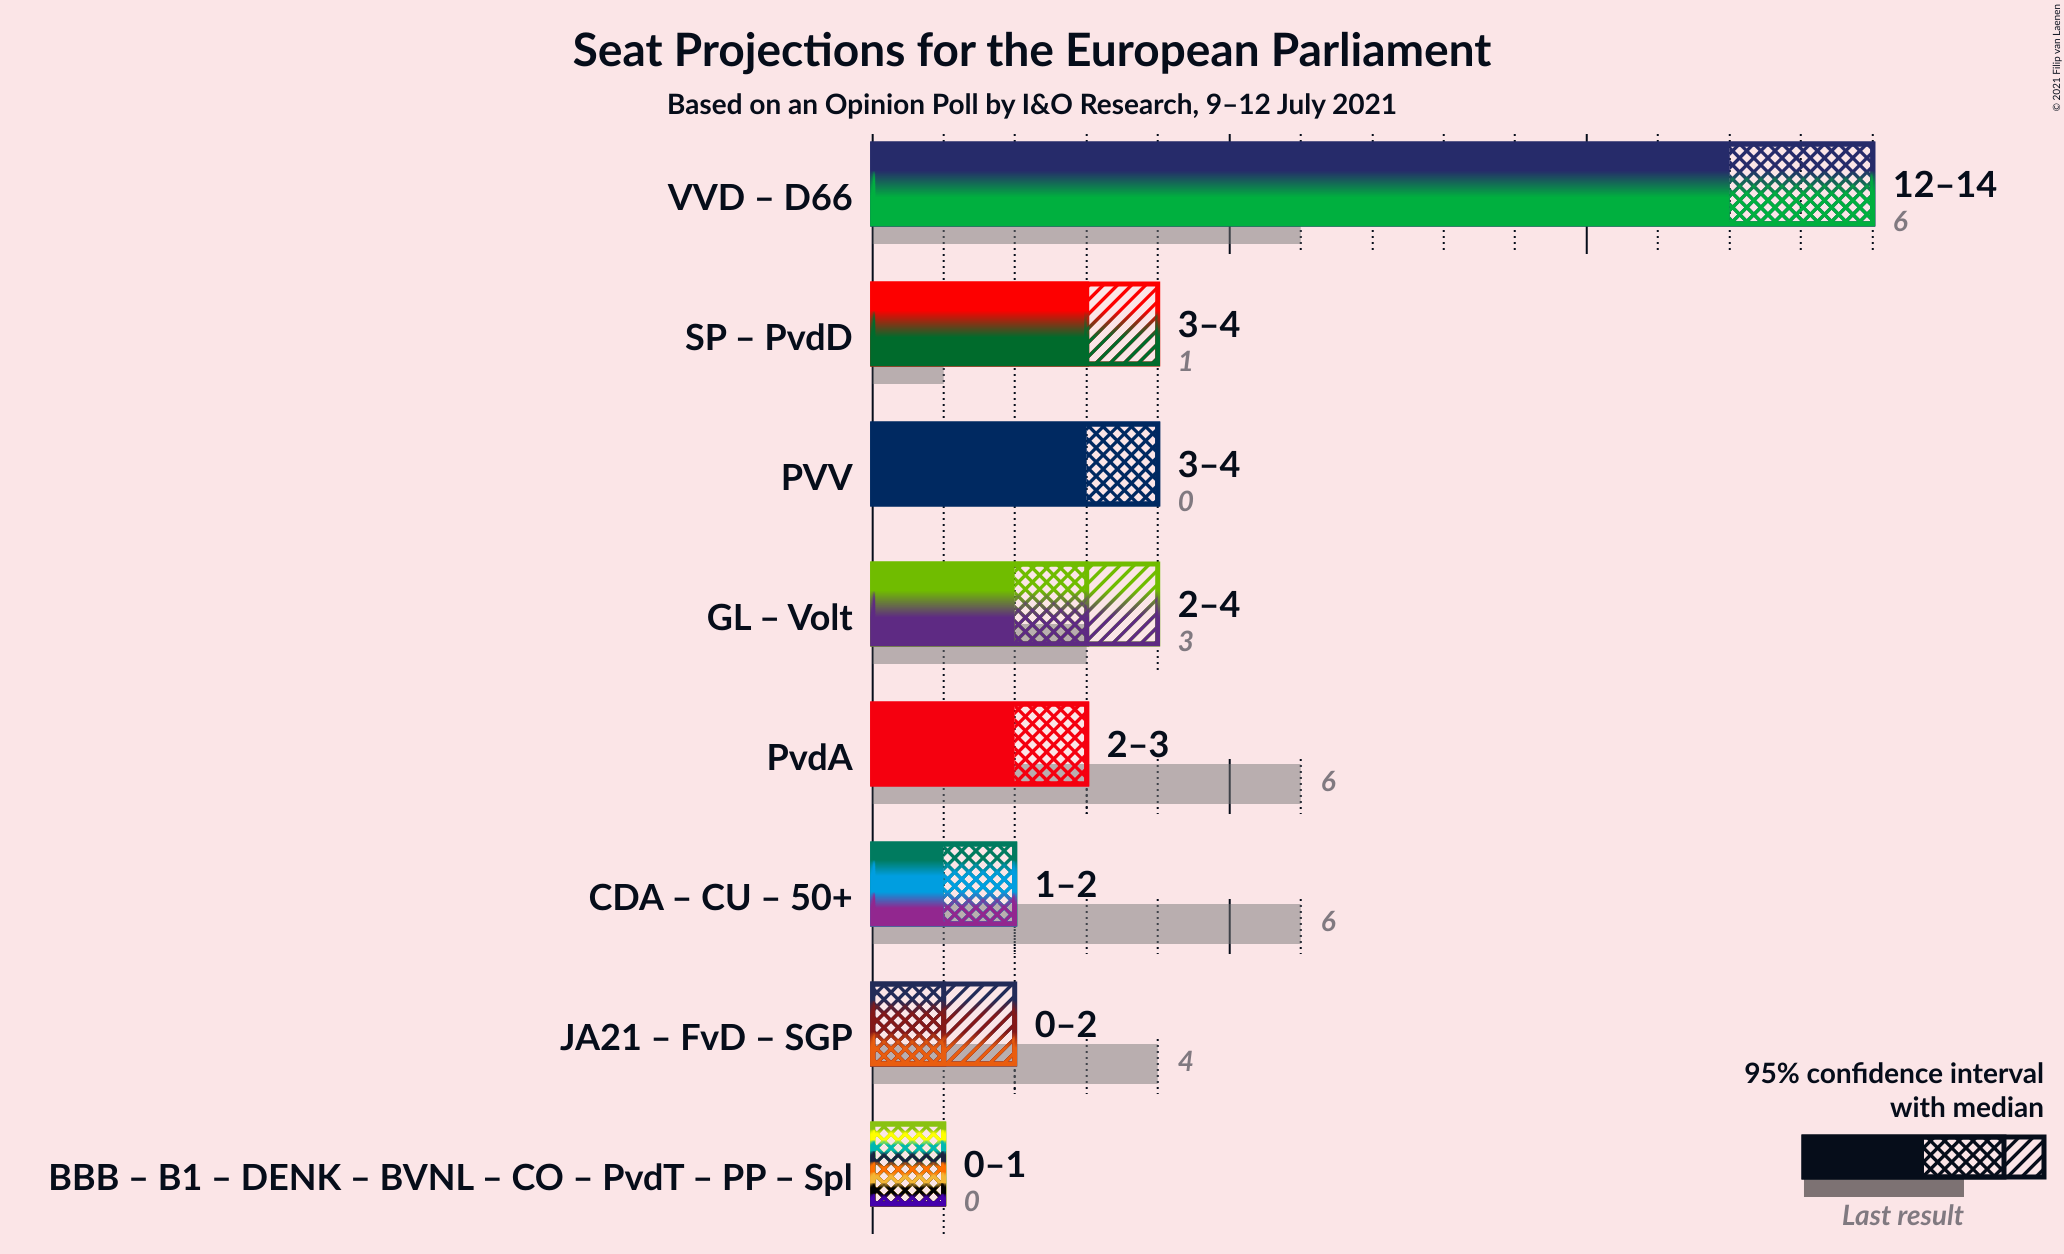 Seat Projections for the European Parliament
Based on an Opinion Poll by I&O Research, 9–12 July 2021
© 2021 Filip van Laenen
VVD – D66
12–14
6
SP – PvdD
3–4
1
PVV
3–4
0
GL – Volt
2–4
3
PvdA
2–3
6
CDA – CU – 50+
1–2
6
JA21 – FvD – SGP
0–2
4
BBB – B1 – DENK – BVNL – CO – PvdT – PP – Spl
0–1
0
95% confidence interval
with median
Last result